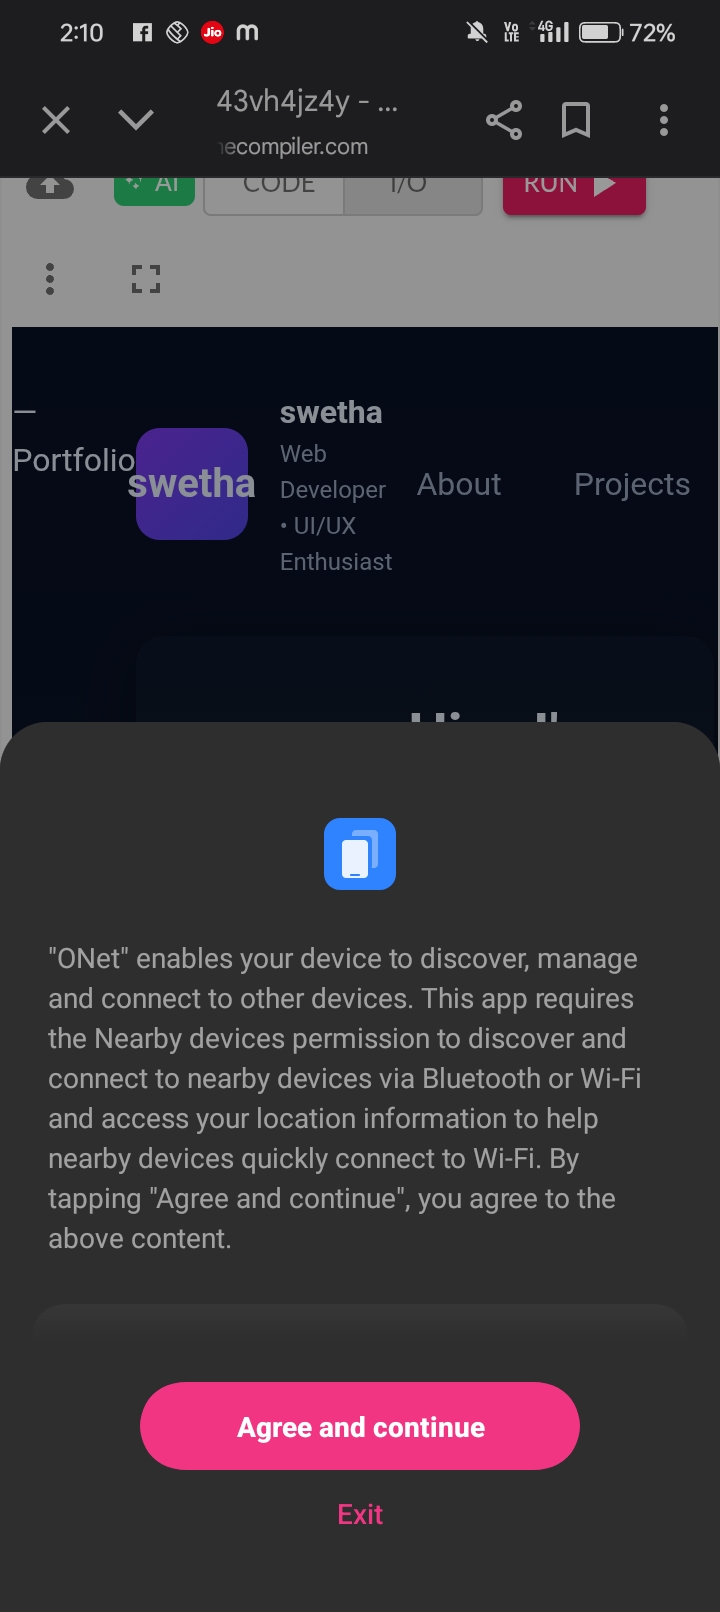 2:10
Jio
Vo
LTE
4G
72%
43vh4jz4y - ...
ecompiler.com
AI
CODE
I/O
RUN
—
Portfolio
swetha
swetha
Web
Developer
• UI/UX
Enthusiast
About
Projects
"ONet" enables your device to discover, manage
and connect to other devices. This app requires
the Nearby devices permission to discover and
connect to nearby devices via Bluetooth or Wi-Fi
and access your location information to help
nearby devices quickly connect to Wi-Fi. By
tapping "Agree and continue", you agree to the
above content.
Agree and continue
Exit